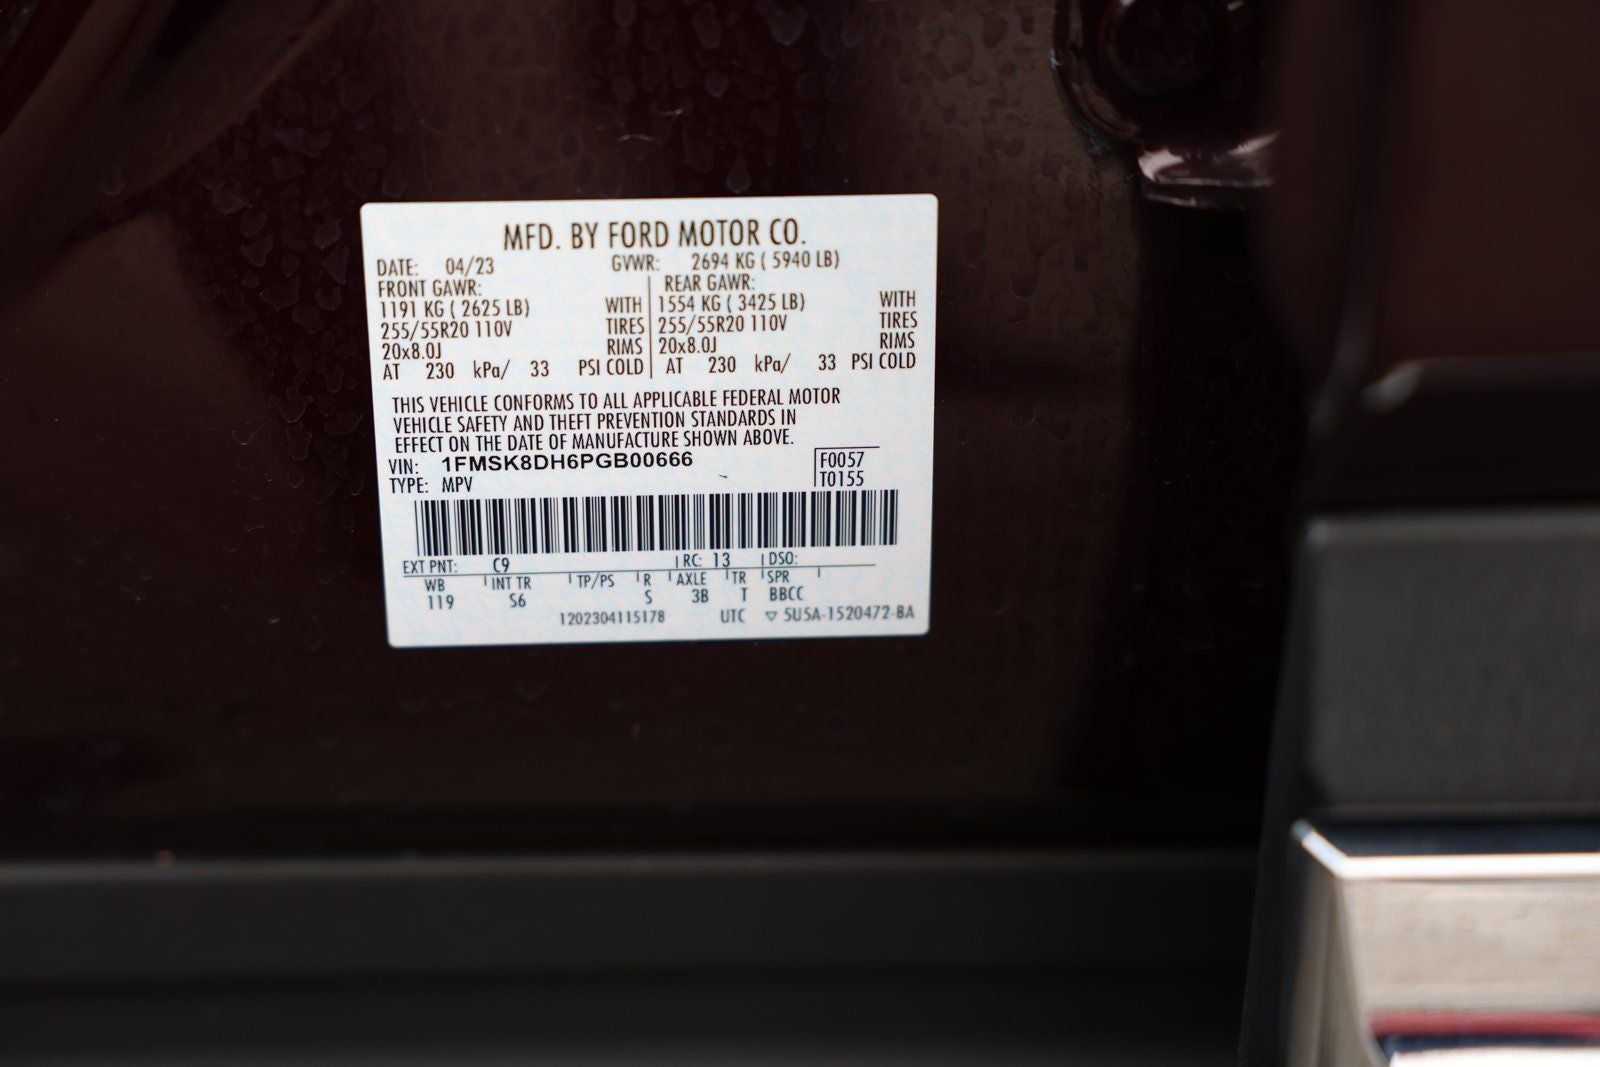 MFD. BY FORD MOTOR CO.
DATE: 04/23 GVWR: 2694 KG ( 5940 LB)
FRONT GAWR: REAR GAWR:
1191 KG ( 2625 LB) WITH 1554 KG ( 3425 LB) WITH
255/55R20 110V TIRES 255/55R20 110V TIRES
20x8.0J RIMS 20x8.0J RIMS
AT 230 kPa/ 33 PSI COLD AT 230 kPa/ 33 PSI COLD
THIS VEHICLE CONFORMS TO ALL APPLICABLE FEDERAL MOTOR
VEHICLE SAFETY AND THEFT PREVENTION STANDARDS IN
EFFECT ON THE DATE OF MANUFACTURE SHOWN ABOVE.
VIN: 1FMSK8DH6PGB00666 F0057
TYPE: MPV T0155
EXT PNT: C9 RC: 13 DSO:
WB INT TR TP/PS R AXLE TR SPR
119 S6 S 3B T BBCC
1202304115178 UTC ▽ 5U5A-1520472-BA